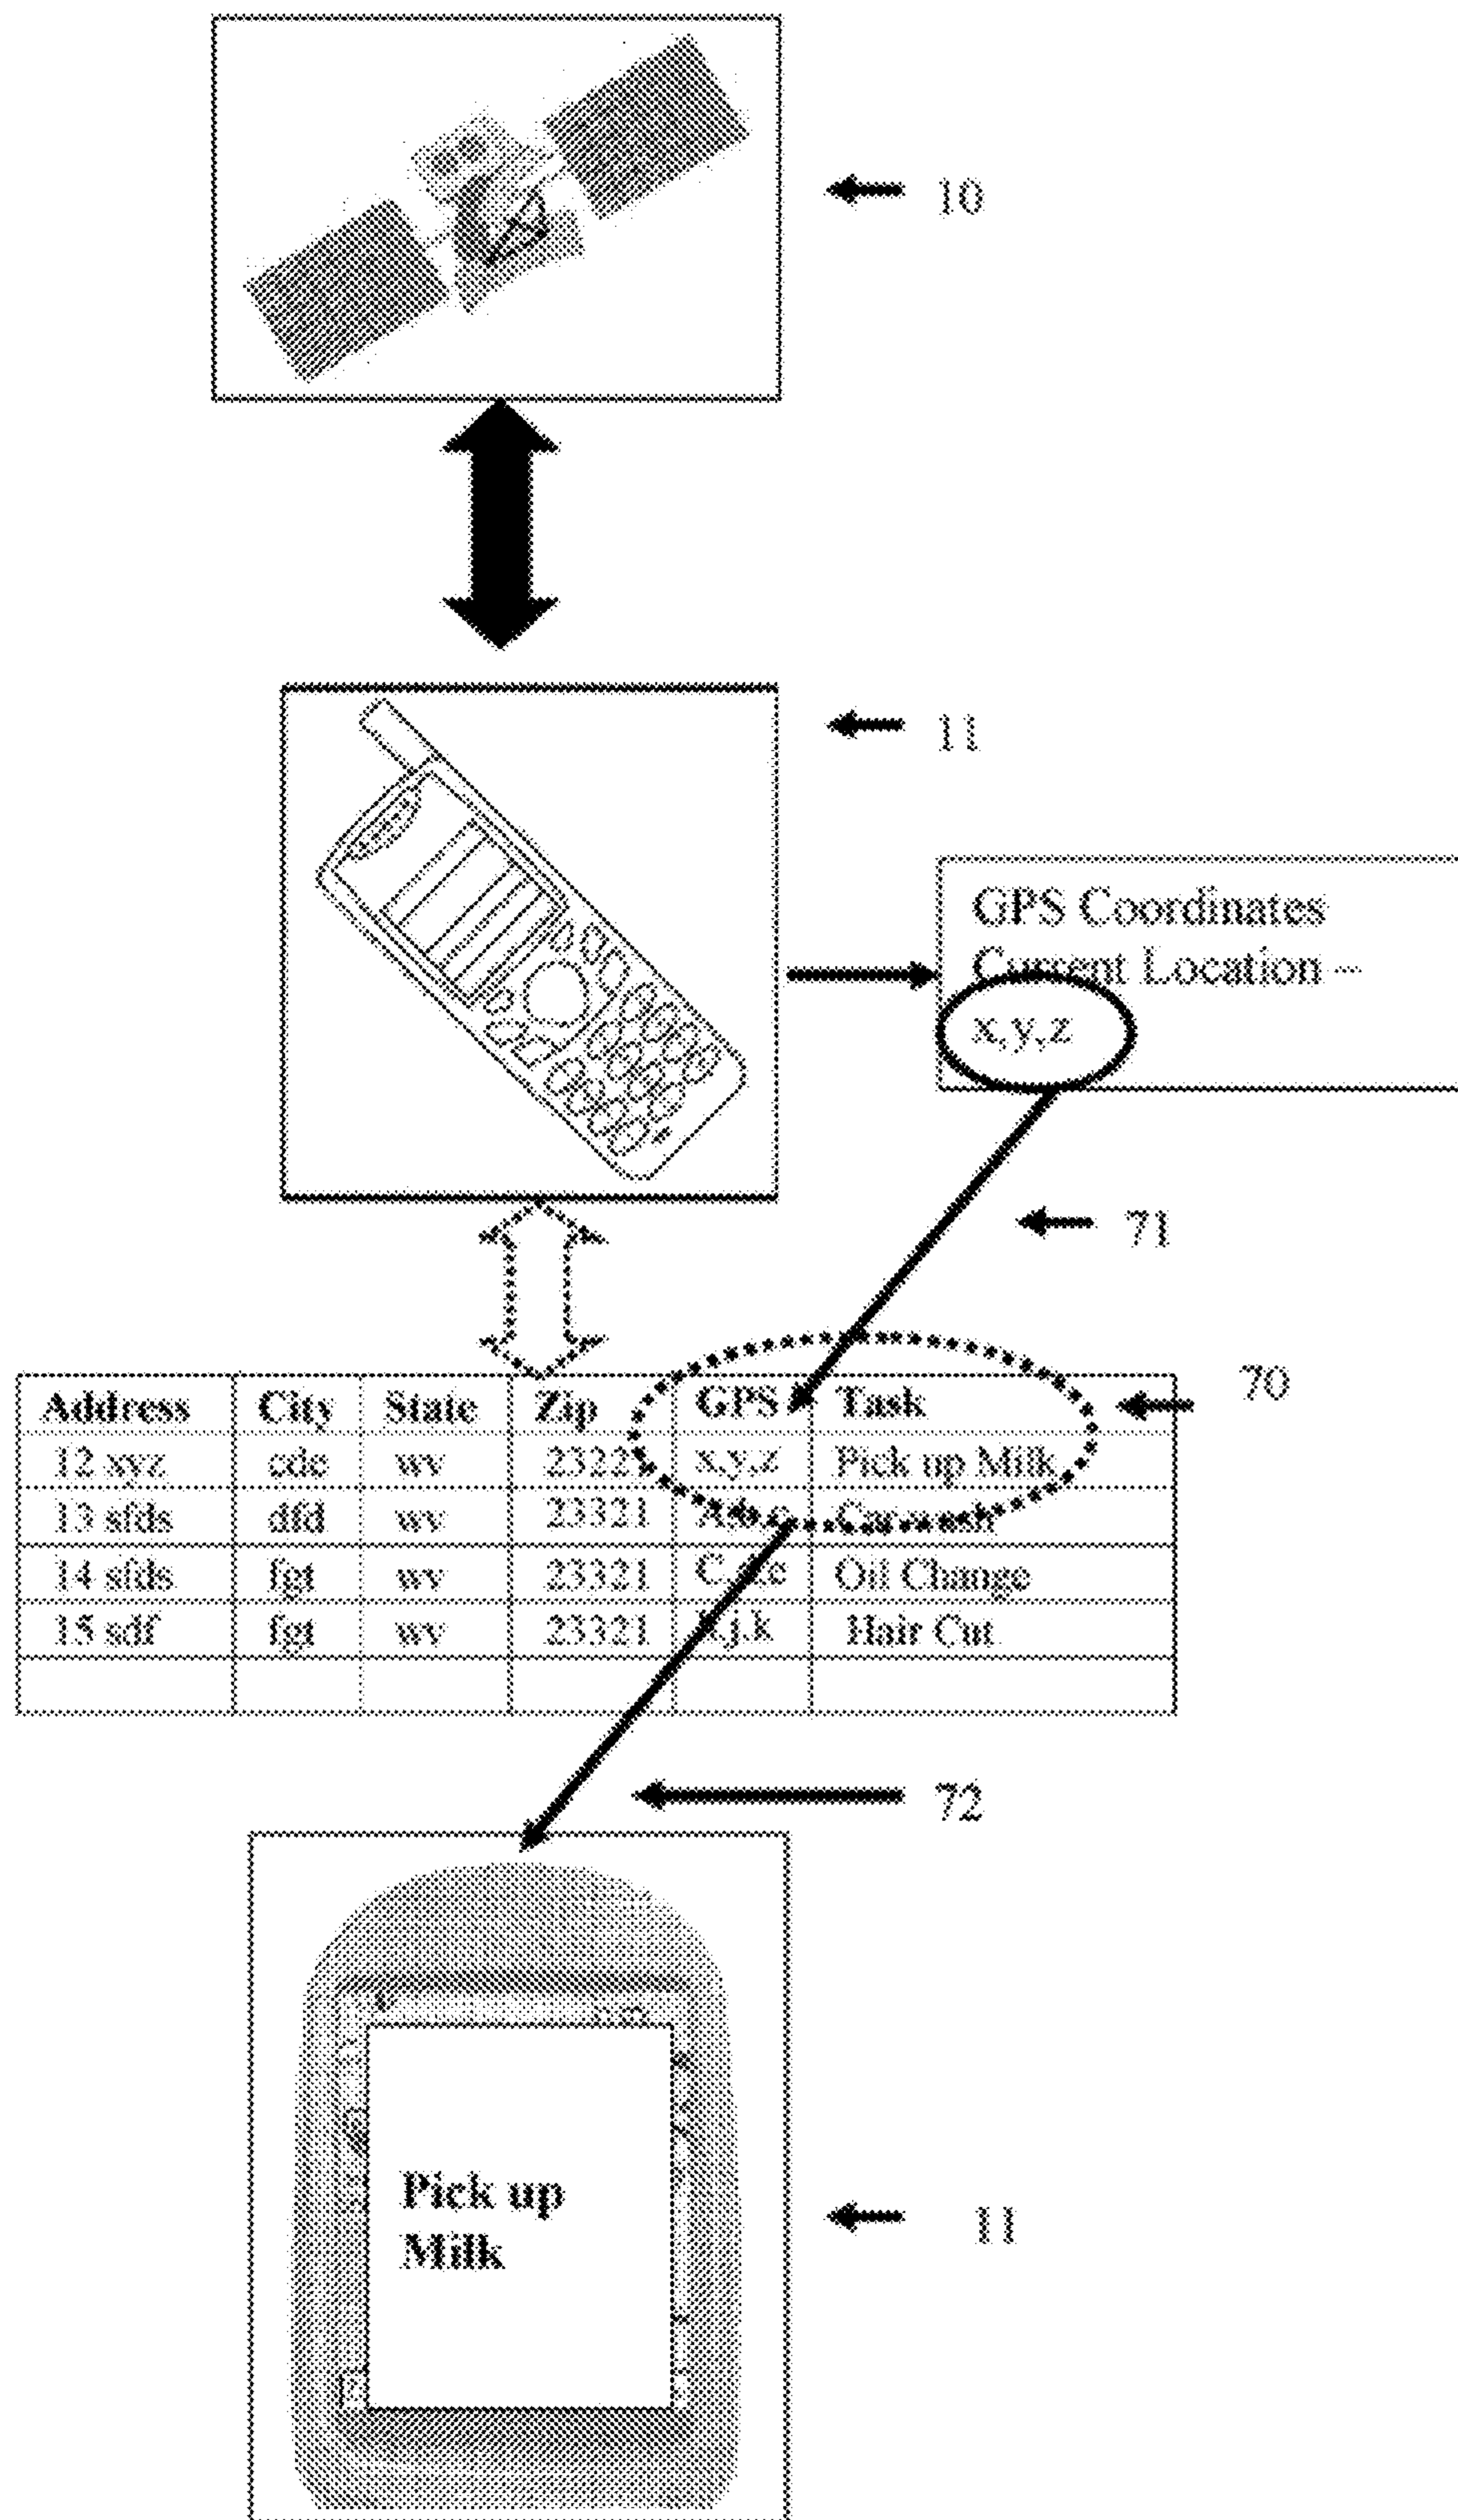 10
11
GPS Coordinates
Current Location –
x,y,z
71
70
Address City State Zip GPS Task
12 xyz cde wv 23221 x,y,z Pick up Milk
13 sfds dfd wv 23321 Car wash
14 sfds fgt wv 23321 Oil Change
15 sdf fgt wv 23321 Hair Cut
72
Pick up
Milk
11